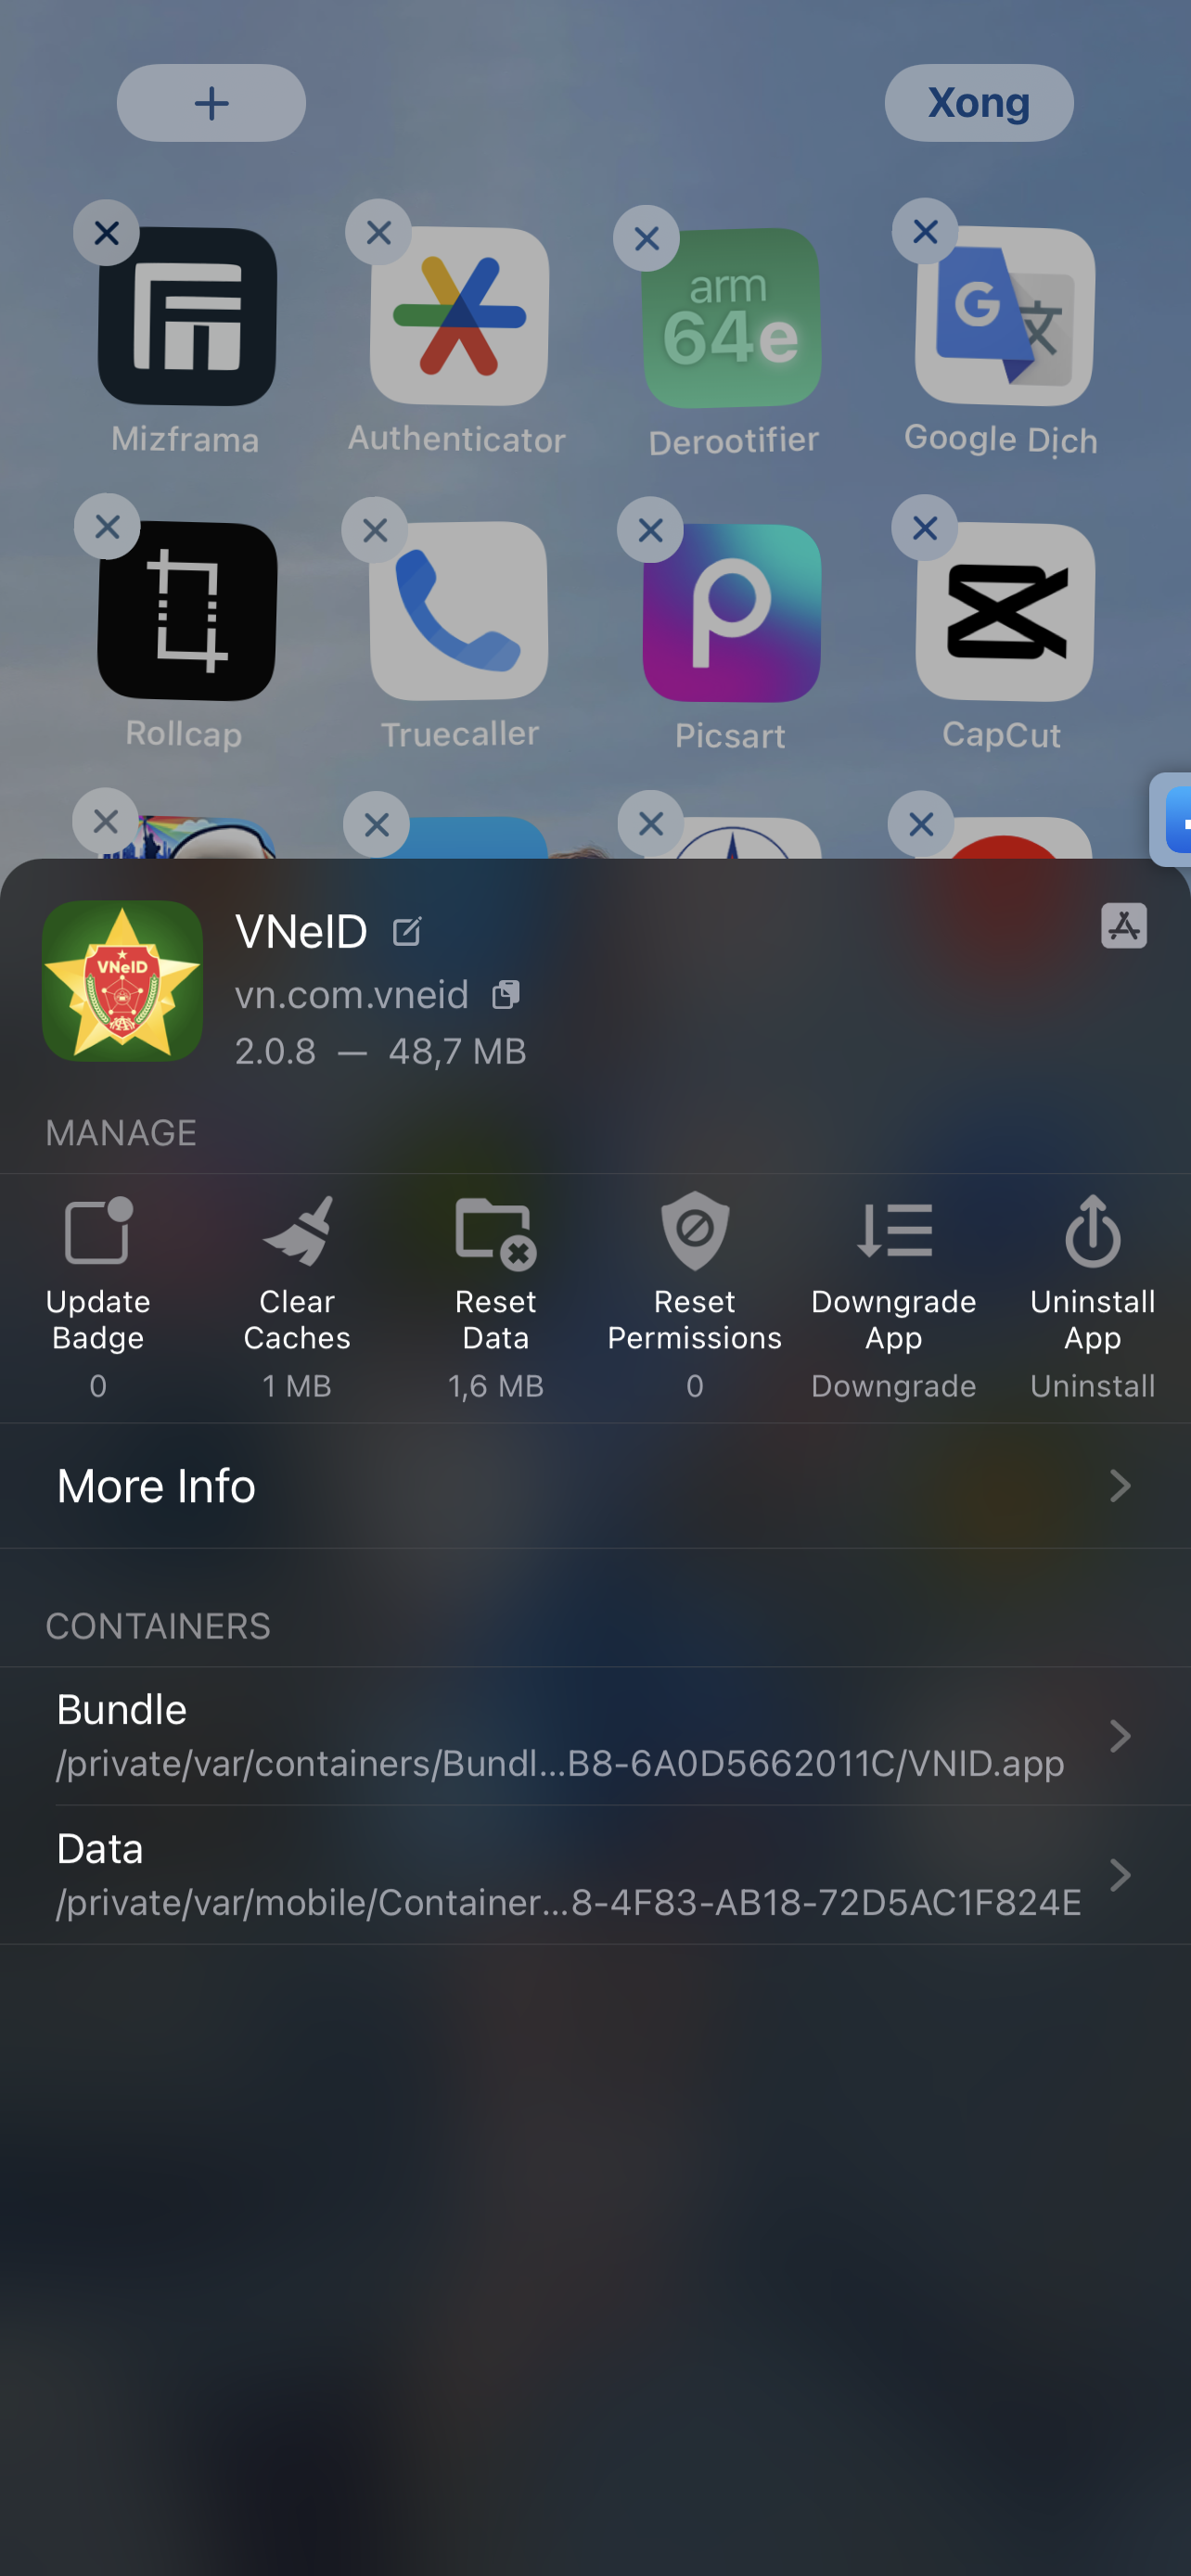 +
Xong
Mizframa
Authenticator
arm
64e
Derootifier
G 文
Google Dịch
Rollcap
Truecaller
Picsart
CapCut
VNeID
VNeID
vn.com.vneid
2.0.8 — 48,7 MB
MANAGE
Update Badge
Clear Caches
Reset Data
Reset Permissions
Downgrade App
Uninstall App
0
1 MB
1,6 MB
0
Downgrade
Uninstall
More Info
CONTAINERS
Bundle
/private/var/containers/Bundl...B8-6A0D5662011C/VNID.app
Data
/private/var/mobile/Container...8-4F83-AB18-72D5AC1F824E